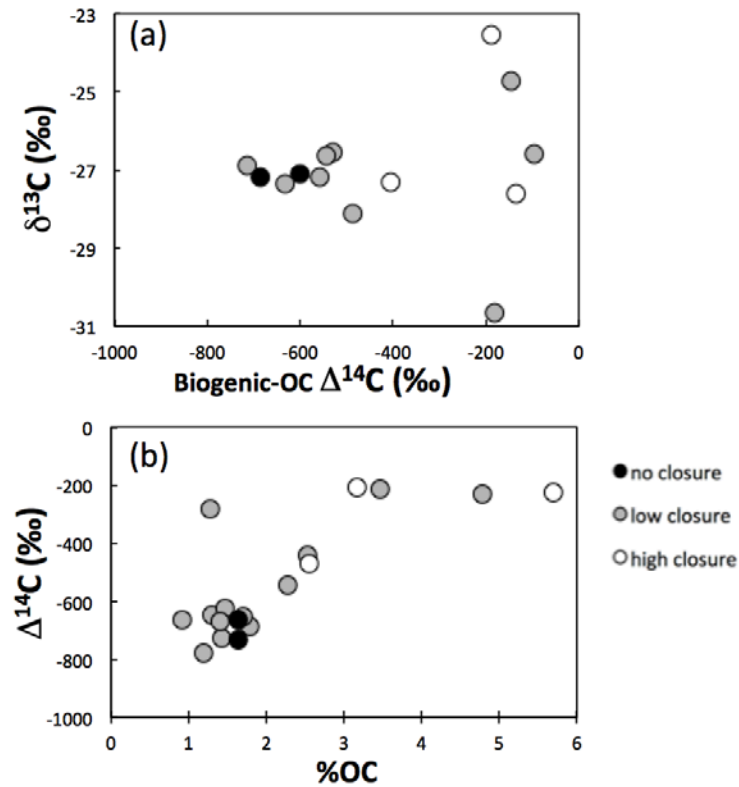 (a)
-23
-25
-27
-29
-31
δ¹³C (‰)
-1000 -800 -600 -400 -200 0
Biogenic-OC Δ¹⁴C (‰)
(b)
0
-200
-400
-600
-800
-1000
Δ¹⁴C (‰)
0 1 2 3 4 5 6
%OC
no closure
low closure
high closure